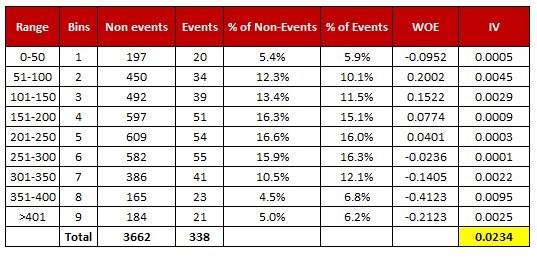 Range Bins Non events Events % of Non-Events % of Events WOE IV
0-50 1 197 20 5.4% 5.9% -0.0952 0.0005
51-100 2 450 34 12.3% 10.1% 0.2002 0.0045
101-150 3 492 39 13.4% 11.5% 0.1522 0.0029
151-200 4 597 51 16.3% 15.1% 0.0774 0.0009
201-250 5 609 54 16.6% 16.0% 0.0401 0.0003
251-300 6 582 55 15.9% 16.3% -0.0236 0.0001
301-350 7 386 41 10.5% 12.1% -0.1405 0.0022
351-400 8 165 23 4.5% 6.8% -0.4123 0.0095
>401 9 184 21 5.0% 6.2% -0.2123 0.0025
Total 3662 338 0.0234